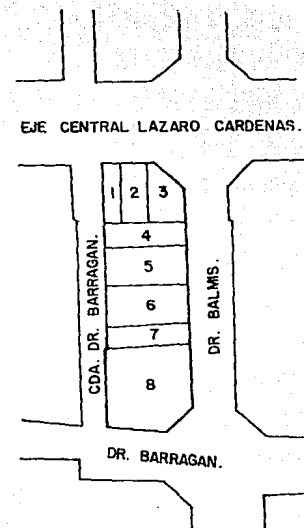 EJE CENTRAL LAZARO CARDENAS.
1 2 3
4
5
6
7
8
CDA. DR. BARRAGAN.
DR. BALMIS.
DR. BARRAGAN.